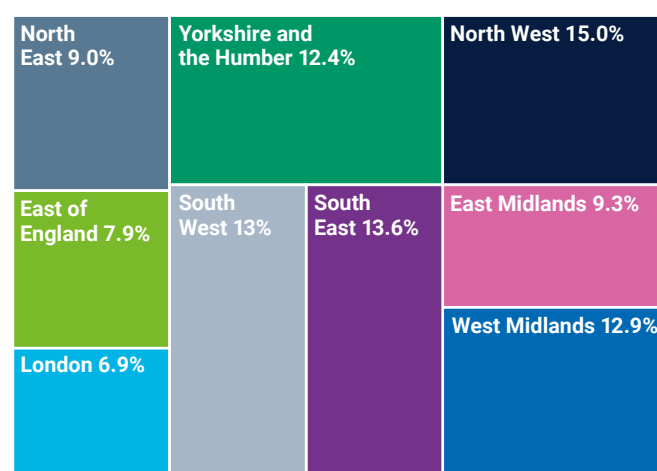 North
East 9.0%
Yorkshire and
the Humber 12.4%
North West 15.0%
East of
England 7.9%
South
West 13%
South
East 13.6%
East Midlands 9.3%
West Midlands 12.9%
London 6.9%